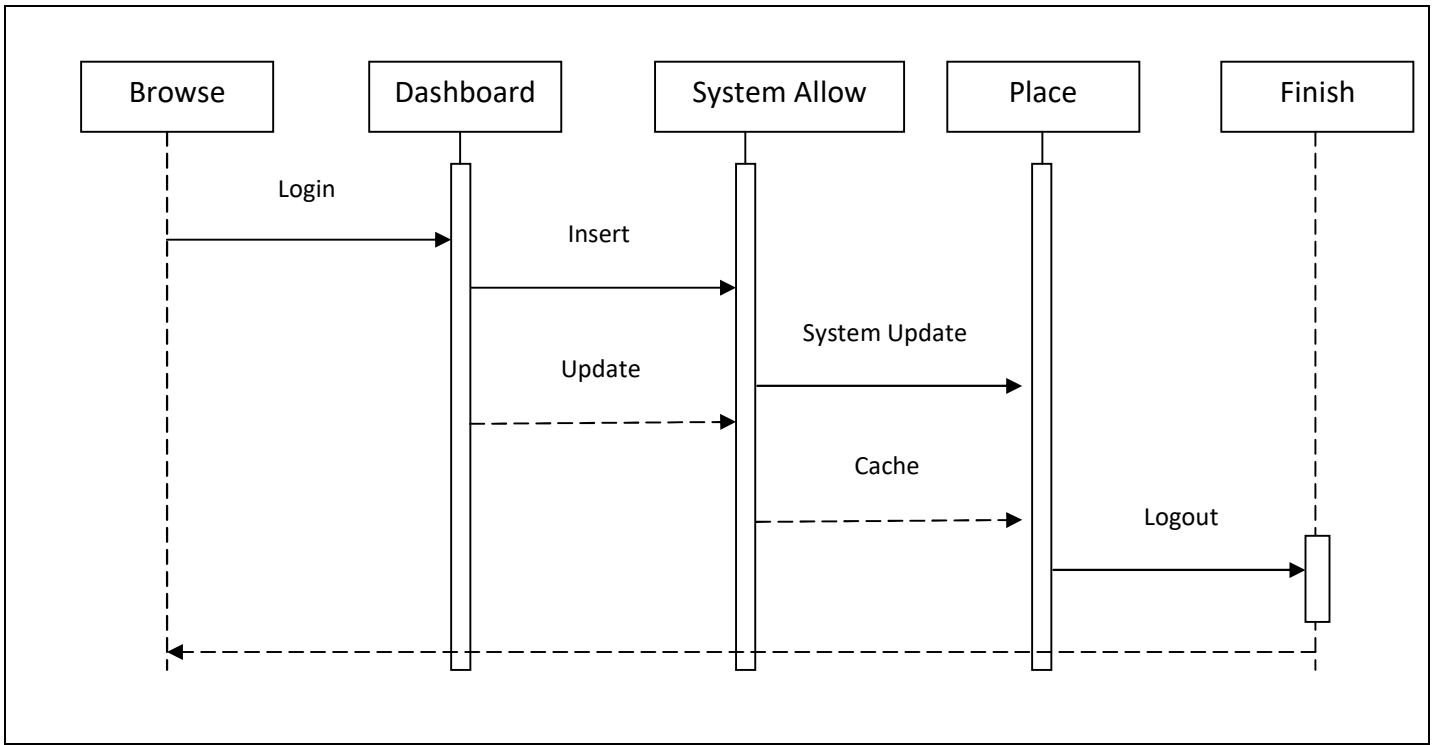 Browse
Dashboard
System Allow
Place
Finish
Login
Insert
System Update
Update
Cache
Logout